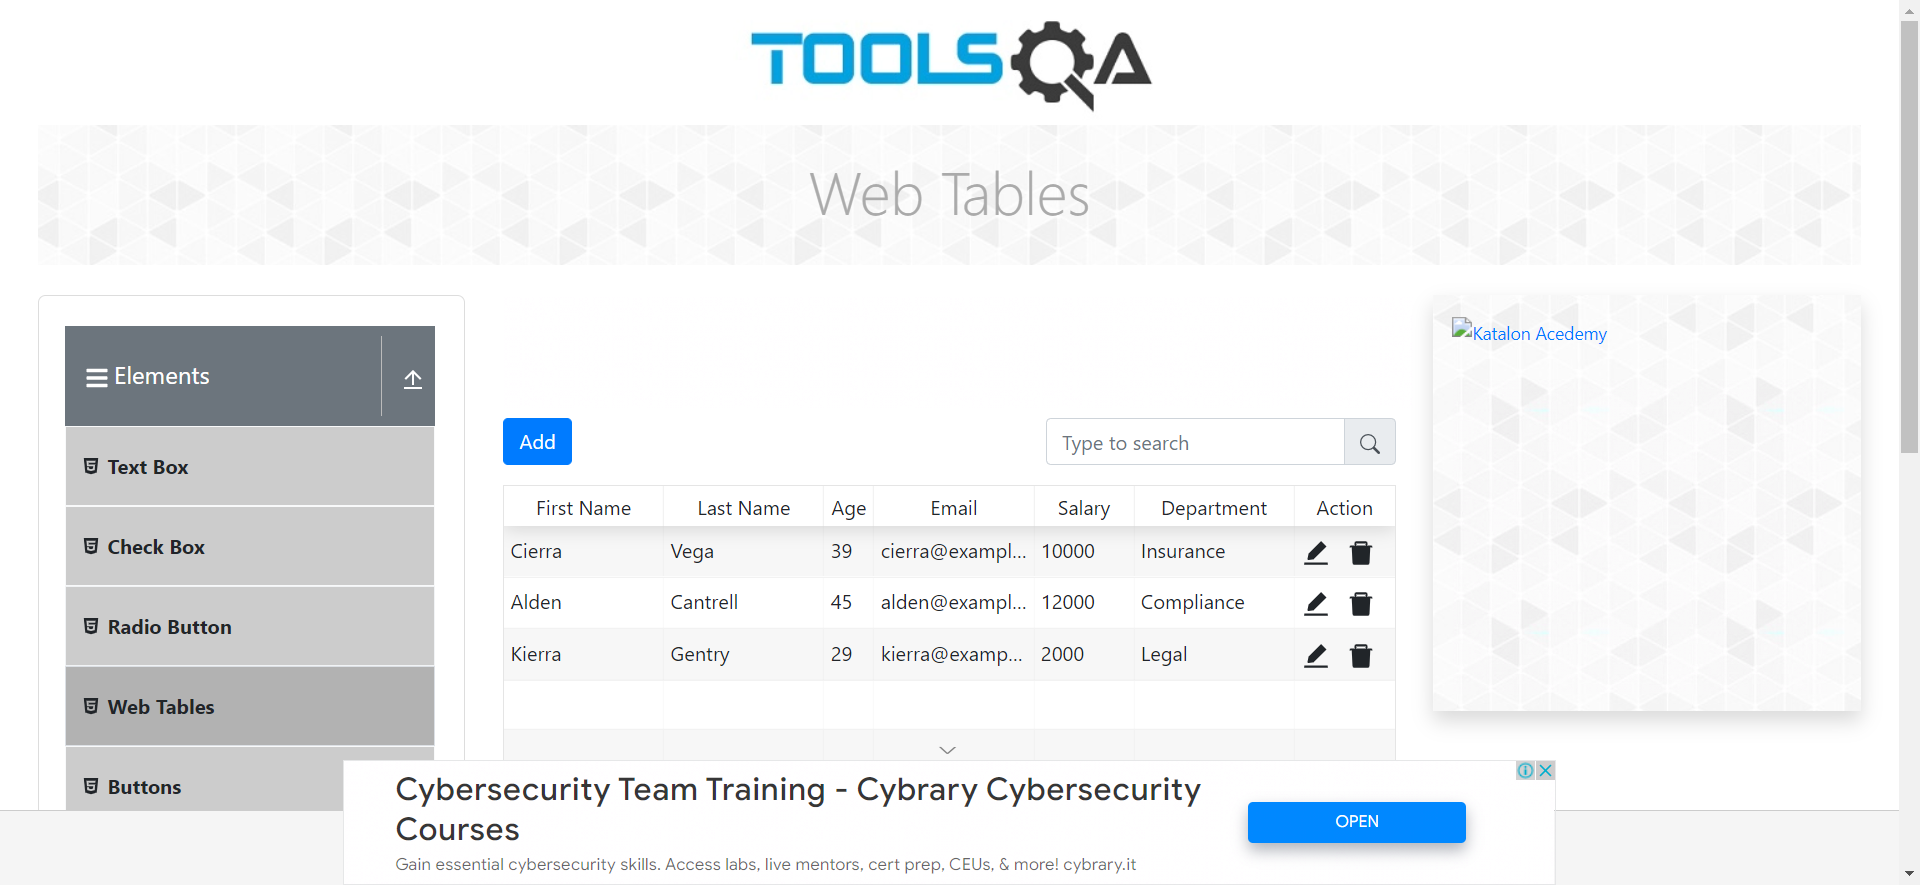 TOOLSQA
Web Tables
Elements
Text Box
Check Box
Radio Button
Web Tables
Buttons
Add
Type to search
First Name Last Name Age Email Salary Department Action
Cierra Vega 39 cierra@exampl... 10000 Insurance
Alden Cantrell 45 alden@exampl... 12000 Compliance
Kierra Gentry 29 kierra@examp... 2000 Legal
Katalon Acedemy
Cybersecurity Team Training - Cybrary Cybersecurity
Courses
Gain essential cybersecurity skills. Access labs, live mentors, cert prep, CEUs, & more! cybrary.it
OPEN